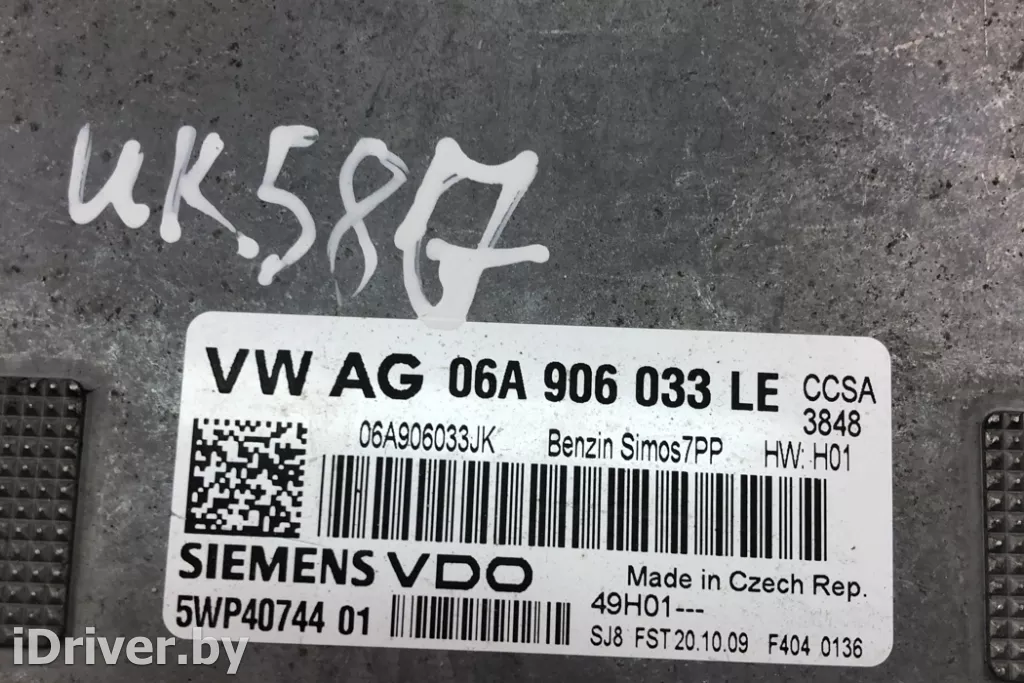 UK587
VW AG 06A 906 033 LE CCSA
3848
06A906033JK Benzin Simos7PP HW: H01
SIEMENS VDO
Made in Czech Rep.
5WP40744 01
49H01---
SJ8 FST 20.10.09 F404 0136
iDriver.by